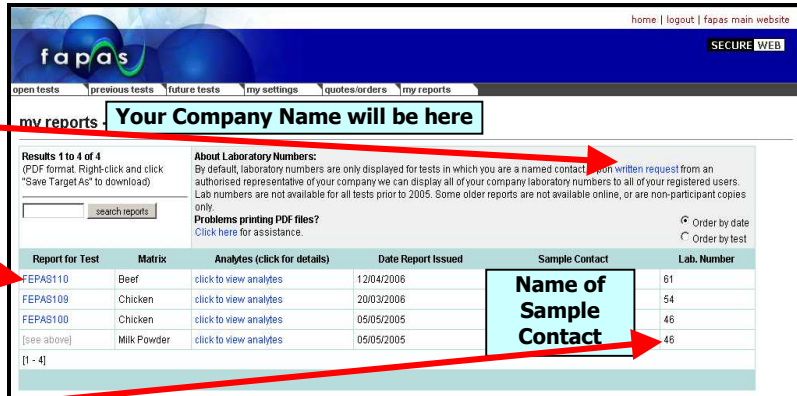 home | logout | fapas main website
fapas
SECURE WEB
open tests previous tests future tests my settings quotes/orders my reports
my reports - Your Company Name will be here
Results 1 to 4 of 4
(PDF format. Right-click and click
"Save Target As" to download)
search reports
About Laboratory Numbers:
By default, laboratory numbers are only displayed for tests in which you are a named contact. Upon written request from an
authorised representative of your company we can display all of your company laboratory numbers to all of your registered users.
Lab numbers are not available for all tests prior to 2005. Some older reports are not available online, or are non-participant copies
only.
Problems printing PDF files?
Click here for assistance.
Order by date
Order by test
Report for Test Matrix Analytes (click for details) Date Report Issued Sample Contact Lab. Number
FEPAS110 Beef click to view analytes 12/04/2006 61
FEPAS109 Chicken click to view analytes 20/03/2006 54
FEPAS100 Chicken click to view analytes 05/05/2005 46
[see above] Milk Powder click to view analytes 05/05/2005 46
Name of
Sample
Contact
[1 - 4]